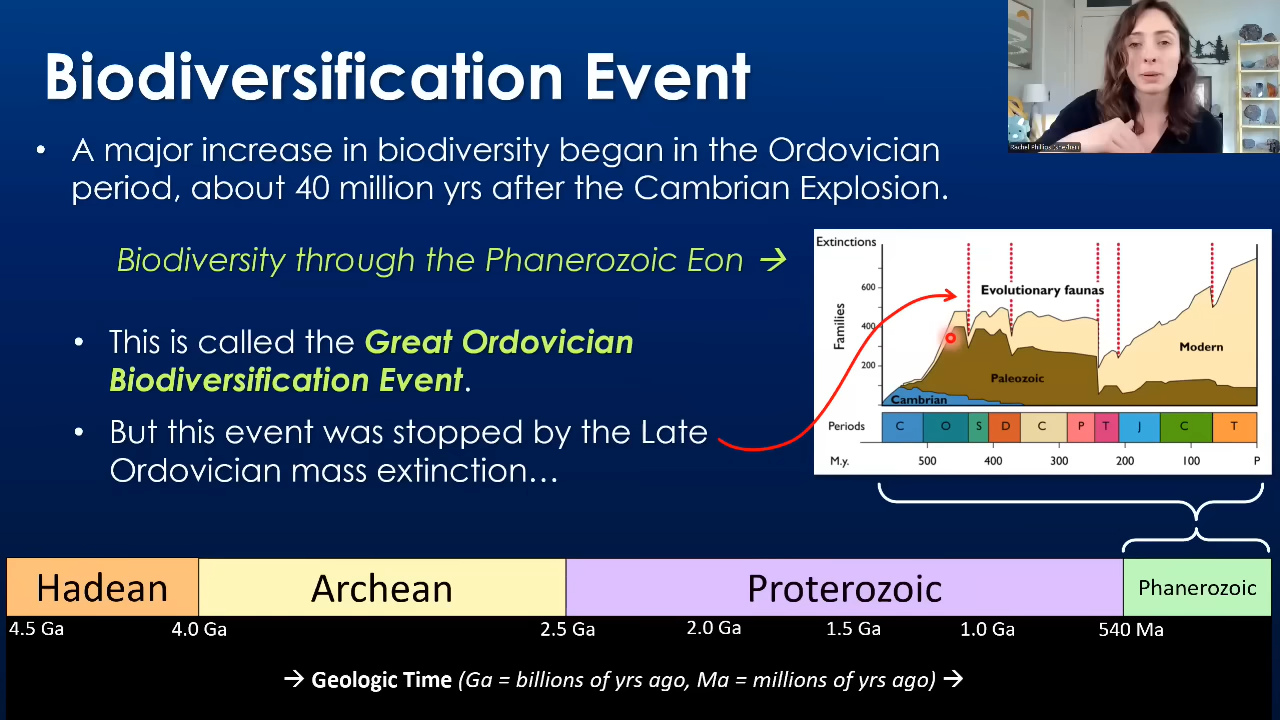 Biodiversification Event
• A major increase in biodiversity began in the Ordovician
period, about 40 million yrs after the Cambrian Explosion.
Biodiversity through the Phanerozoic Eon →
• This is called the Great Ordovician
Biodiversification Event.
• But this event was stopped by the Late
Ordovician mass extinction…
Extinctions
Evolutionary faunas
Families
600
400
200
Modern
Paleozoic
Cambrian
Periods C O S D C P T J C T
M.y. 500 400 300 200 100 P
Hadean Archean Proterozoic Phanerozoic
4.5 Ga 4.0 Ga 2.5 Ga 2.0 Ga 1.5 Ga 1.0 Ga 540 Ma
→ Geologic Time (Ga = billions of yrs ago, Ma = millions of yrs ago) →